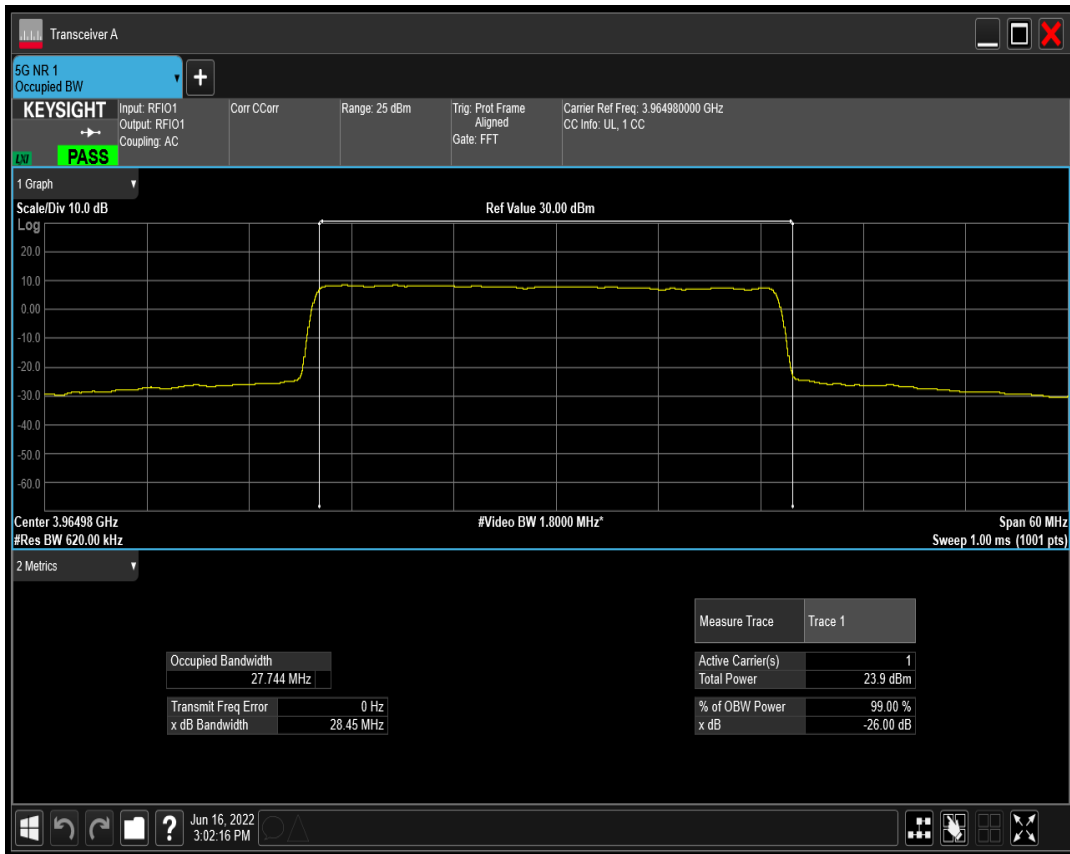 Transceiver A
5G NR 1
Occupied BW
+
KEYSIGHT
LXI
PASS
Input: RFIO1
Output: RFIO1
Coupling: AC
Corr CCorr
Range: 25 dBm
Trig: Prot Frame
Aligned
Gate: FFT
Carrier Ref Freq: 3.964980000 GHz
CC Info: UL, 1 CC
1 Graph
Scale/Div 10.0 dB
Ref Value 30.00 dBm
Log
20.0
10.0
0.00
-10.0
-20.0
-30.0
-40.0
-50.0
-60.0
Center 3.96498 GHz
#Video BW 1.8000 MHz*
Span 60 MHz
#Res BW 620.00 kHz
Sweep 1.00 ms (1001 pts)
2 Metrics
Measure Trace Trace 1
Occupied Bandwidth
27.744 MHz
Active Carrier(s) 1
Total Power 23.9 dBm
Transmit Freq Error 0 Hz
x dB Bandwidth 28.45 MHz
% of OBW Power 99.00 %
x dB -26.00 dB
?
Jun 16, 2022
3:02:16 PM